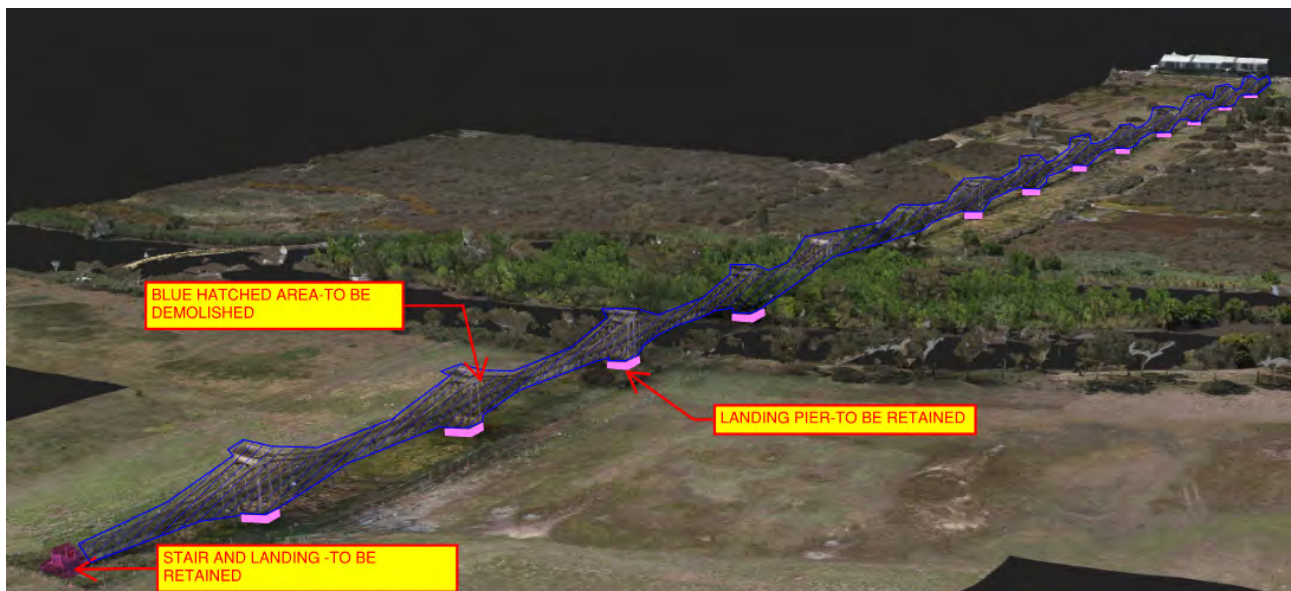 BLUE HATCHED AREA-TO BE
DEMOLISHED
LANDING PIER-TO BE RETAINED
STAIR AND LANDING -TO BE
RETAINED